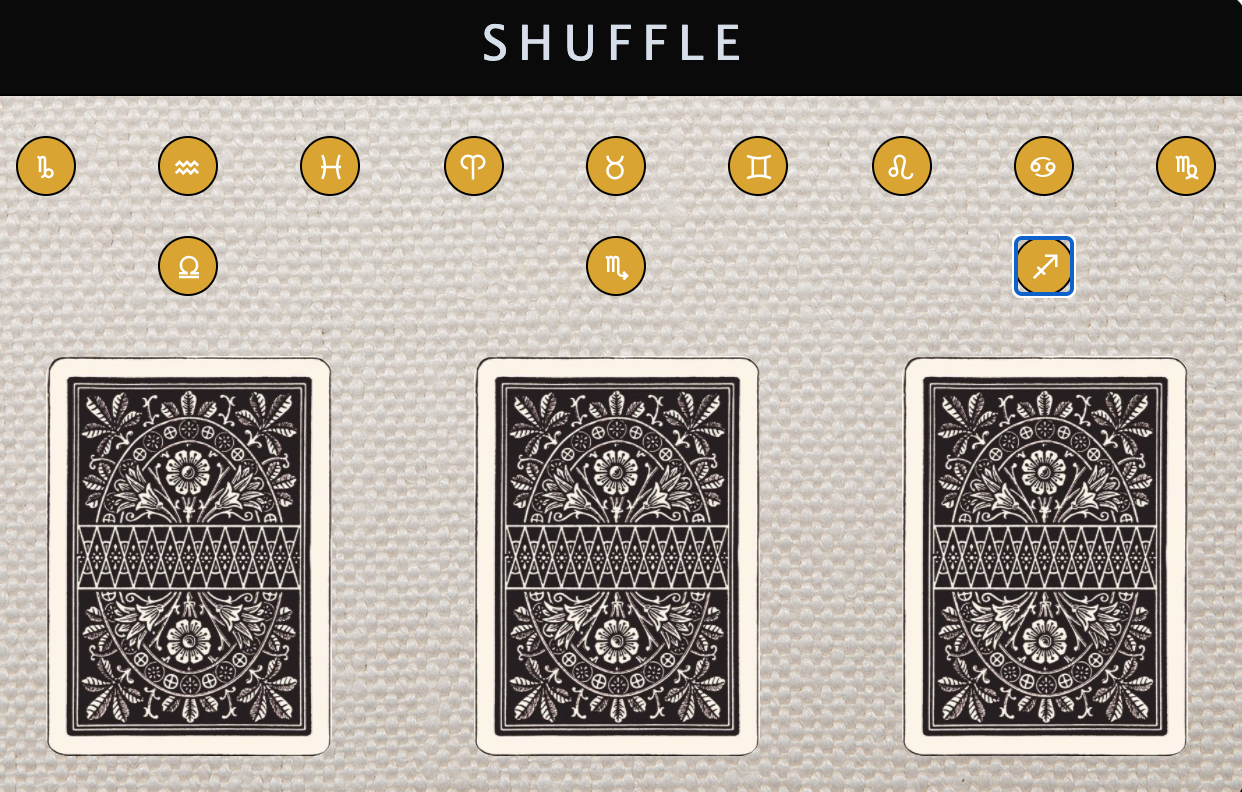 SHUFFLE
♑ ♒ ♓ ♈ ♉ ♊ ♌ ♋ ♍
♎ ♏ ♐